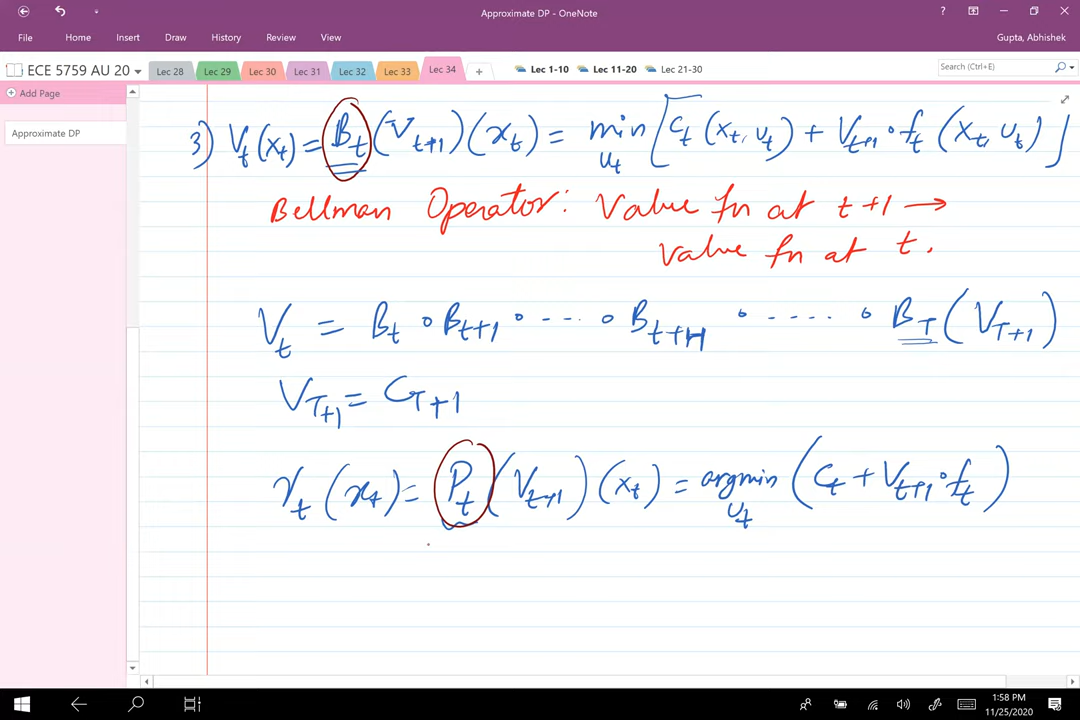 Approximate DP - OneNote
?
File Home Insert Draw History Review View
Gupta, Abhishek
ECE 5759 AU 20
Lec 28 Lec 29 Lec 30 Lec 31 Lec 32 Lec 33 Lec 34 + Lec 1-10 Lec 11-20 Lec 21-30
Search (Ctrl+E)
Add Page
Approximate DP
3) V_t(x_t) = B_t(V_{t+1})(x_t) = min_{u_t} [C_t(x_t, u_t) + V_{t+1} ∘ f_t(x_t, u_t)]
Bellman Operator: Value fn at t+1 →
value fn at t.
V_t = B_t ∘ B_{t+1} ∘ ... ∘ B_{t+H} ∘ .... ∘ B_T(V_{T+1})
V_{T+1} = C_{T+1}
γ_t(x_t) = P_t(V_{t+1})(x_t) = argmin_{u_t} (C_t + V_{t+1} ∘ f_t)
1:58 PM
11/25/2020